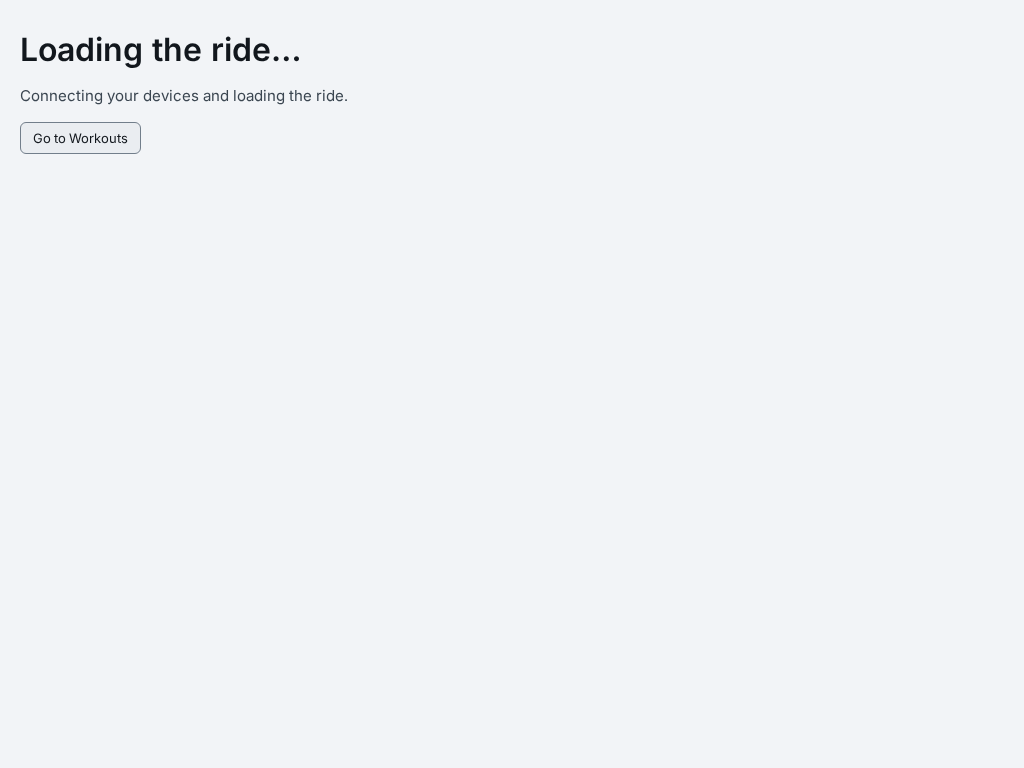 Loading the ride…
Connecting your devices and loading the ride.
Go to Workouts